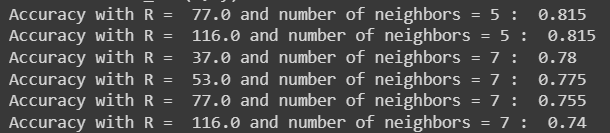 Accuracy with R =  77.0 and number of neighbors = 5 :  0.815
Accuracy with R =  116.0 and number of neighbors = 5 :  0.815
Accuracy with R =  37.0 and number of neighbors = 7 :  0.78
Accuracy with R =  53.0 and number of neighbors = 7 :  0.775
Accuracy with R =  77.0 and number of neighbors = 7 :  0.755
Accuracy with R =  116.0 and number of neighbors = 7 :  0.74